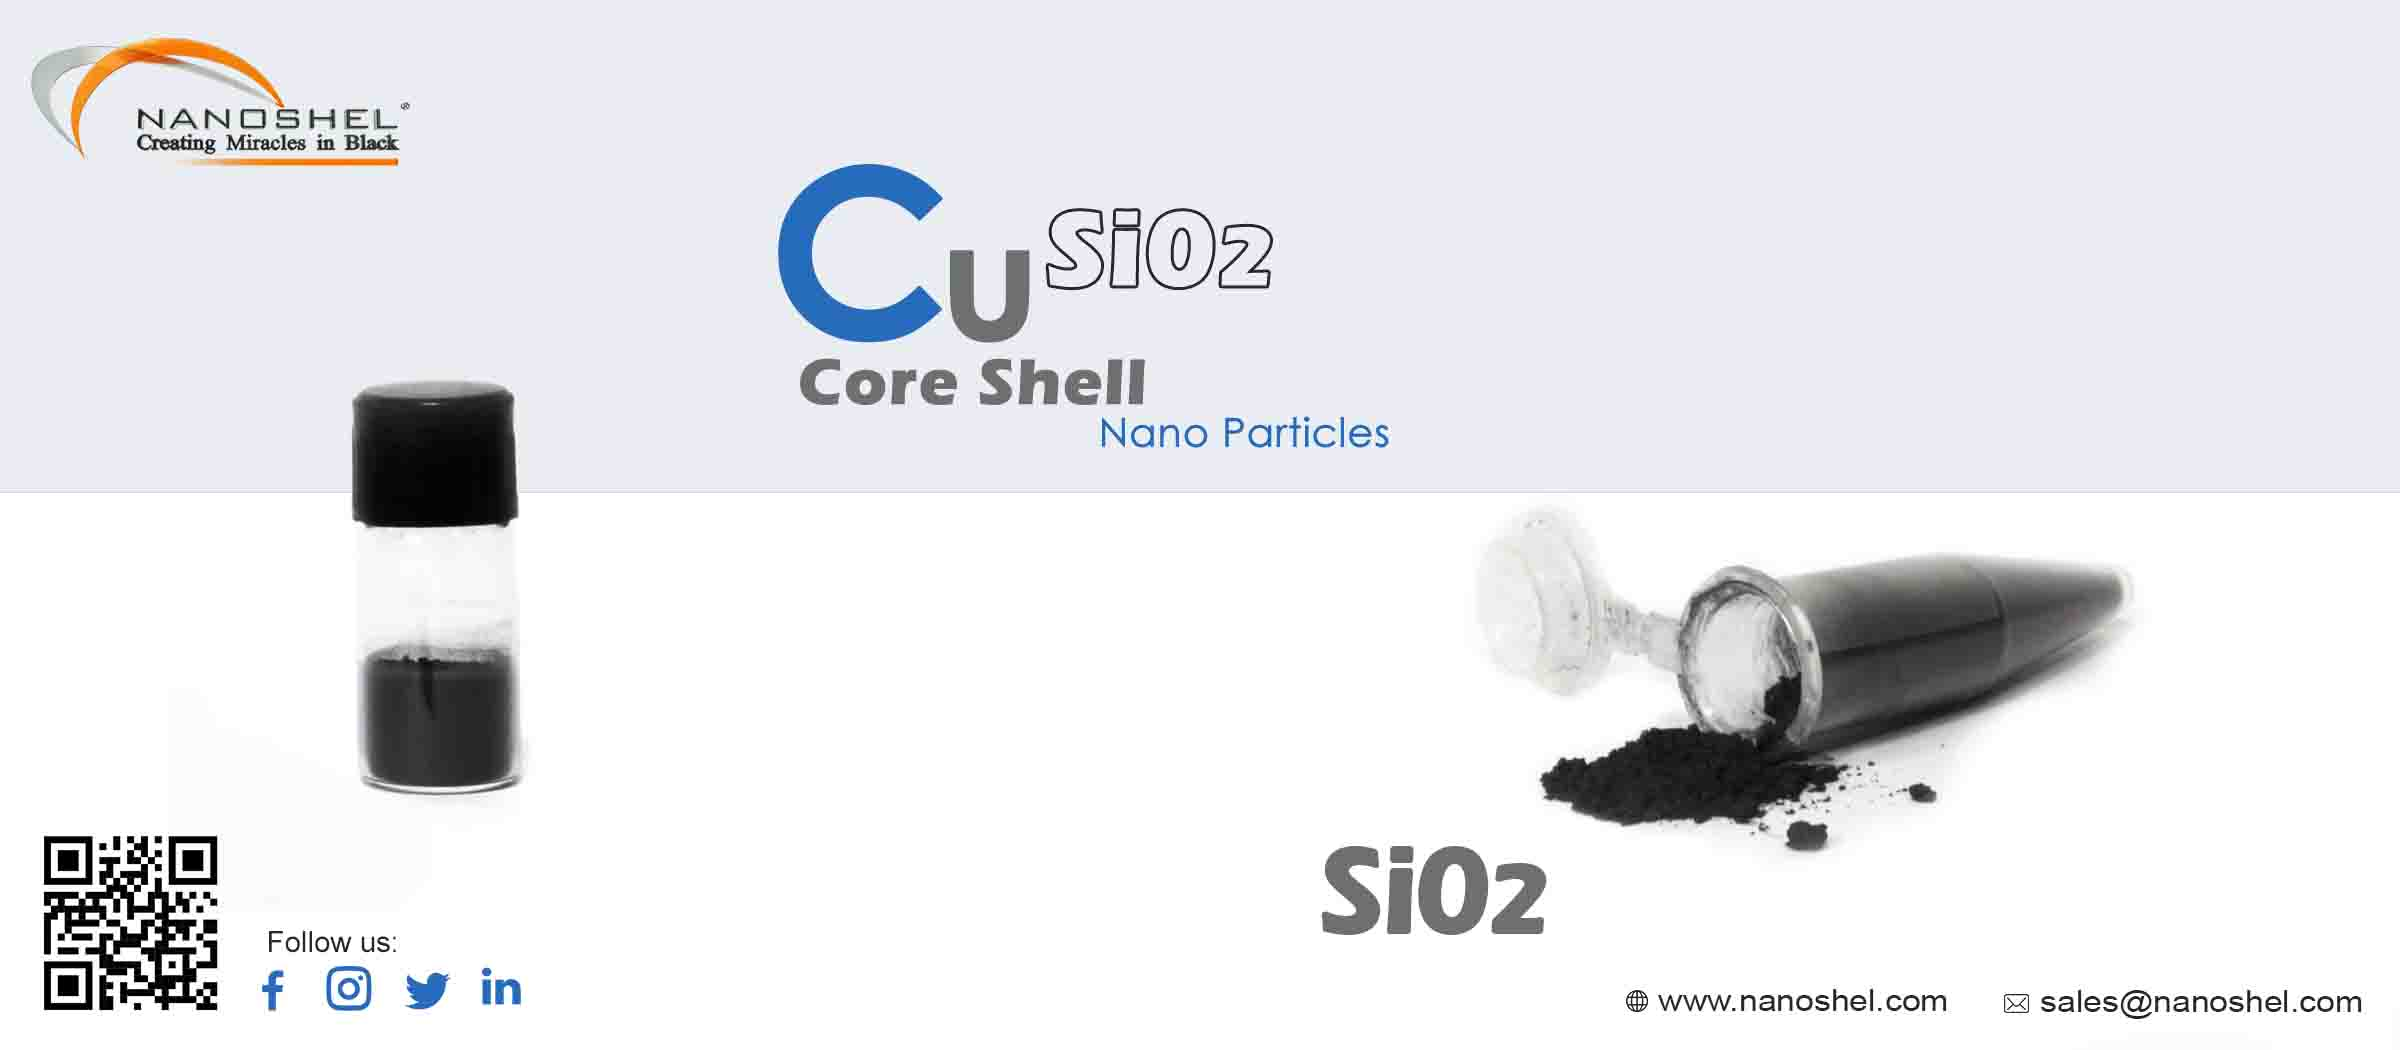 NANOSHEL®
Creating Miracles in Black
Cu SiO2
Core Shell
Nano Particles
SiO2
Follow us:
www.nanoshel.com
sales@nanoshel.com